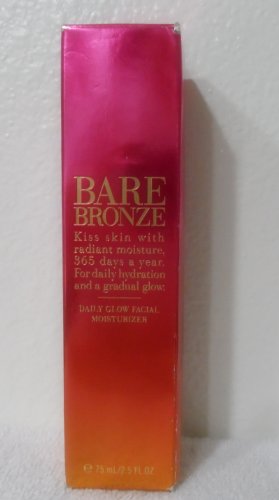 BARE
BRONZE
Kiss skin with
radiant moisture,
365 days a year.
For daily hydration
and a gradual glow.
DAILY GLOW FACIAL
MOISTURIZER
℮ 75 mL/2.5 FL OZ